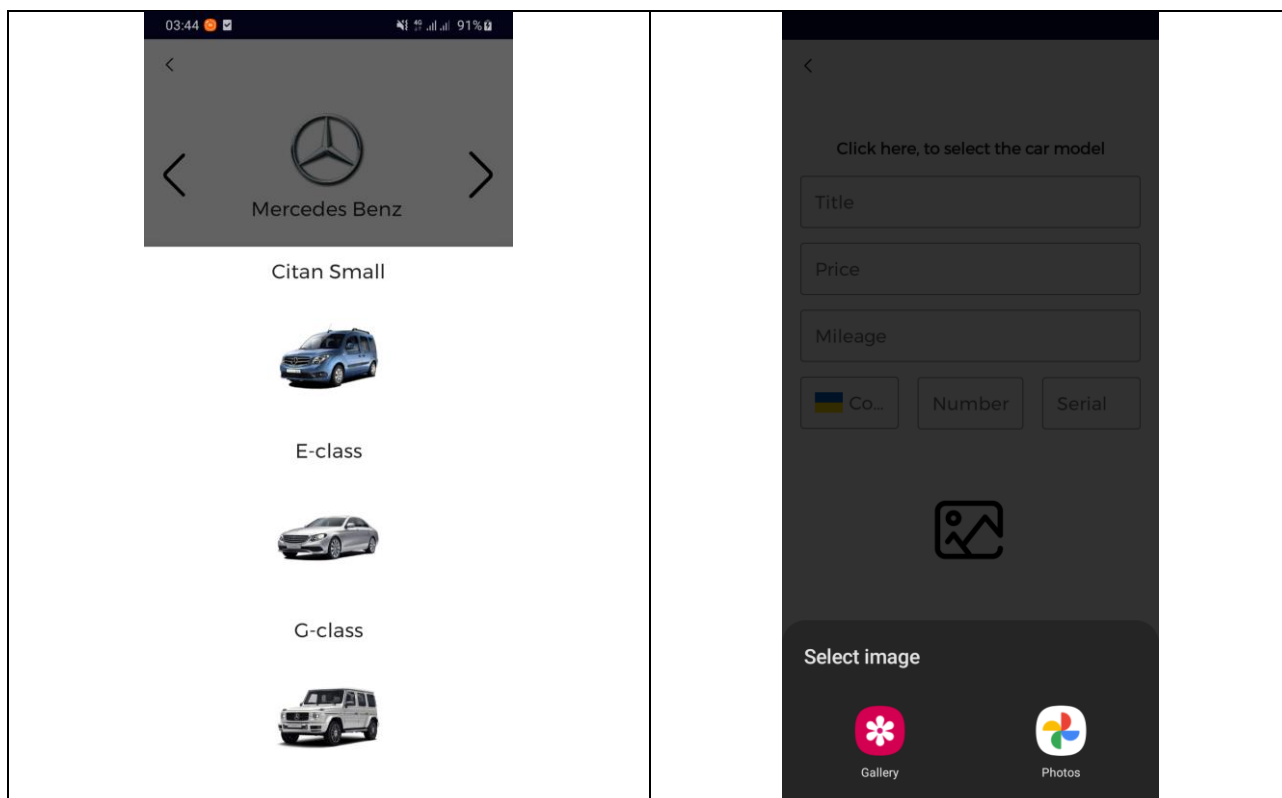 03:44
91%
Mercedes Benz
Citan Small
E-class
G-class
Click here, to select the car model
Title
Price
Mileage
Co...
Number
Serial
Select image
Gallery
Photos